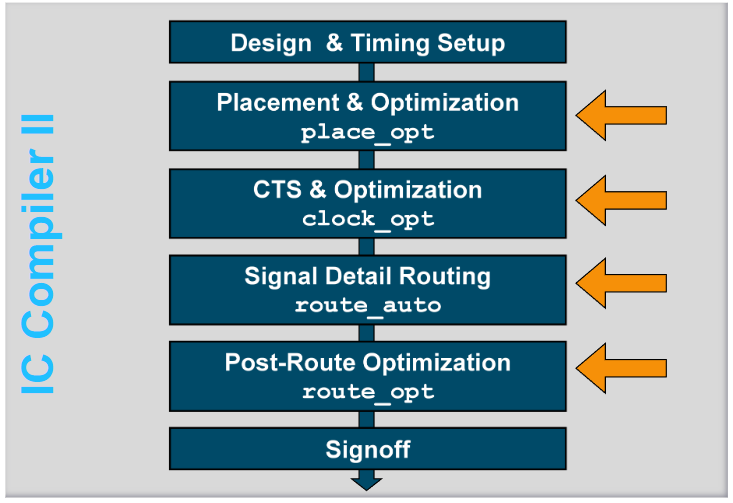 IC Compiler II
Design & Timing Setup
Placement & Optimization
place_opt
CTS & Optimization
clock_opt
Signal Detail Routing
route_auto
Post-Route Optimization
route_opt
Signoff